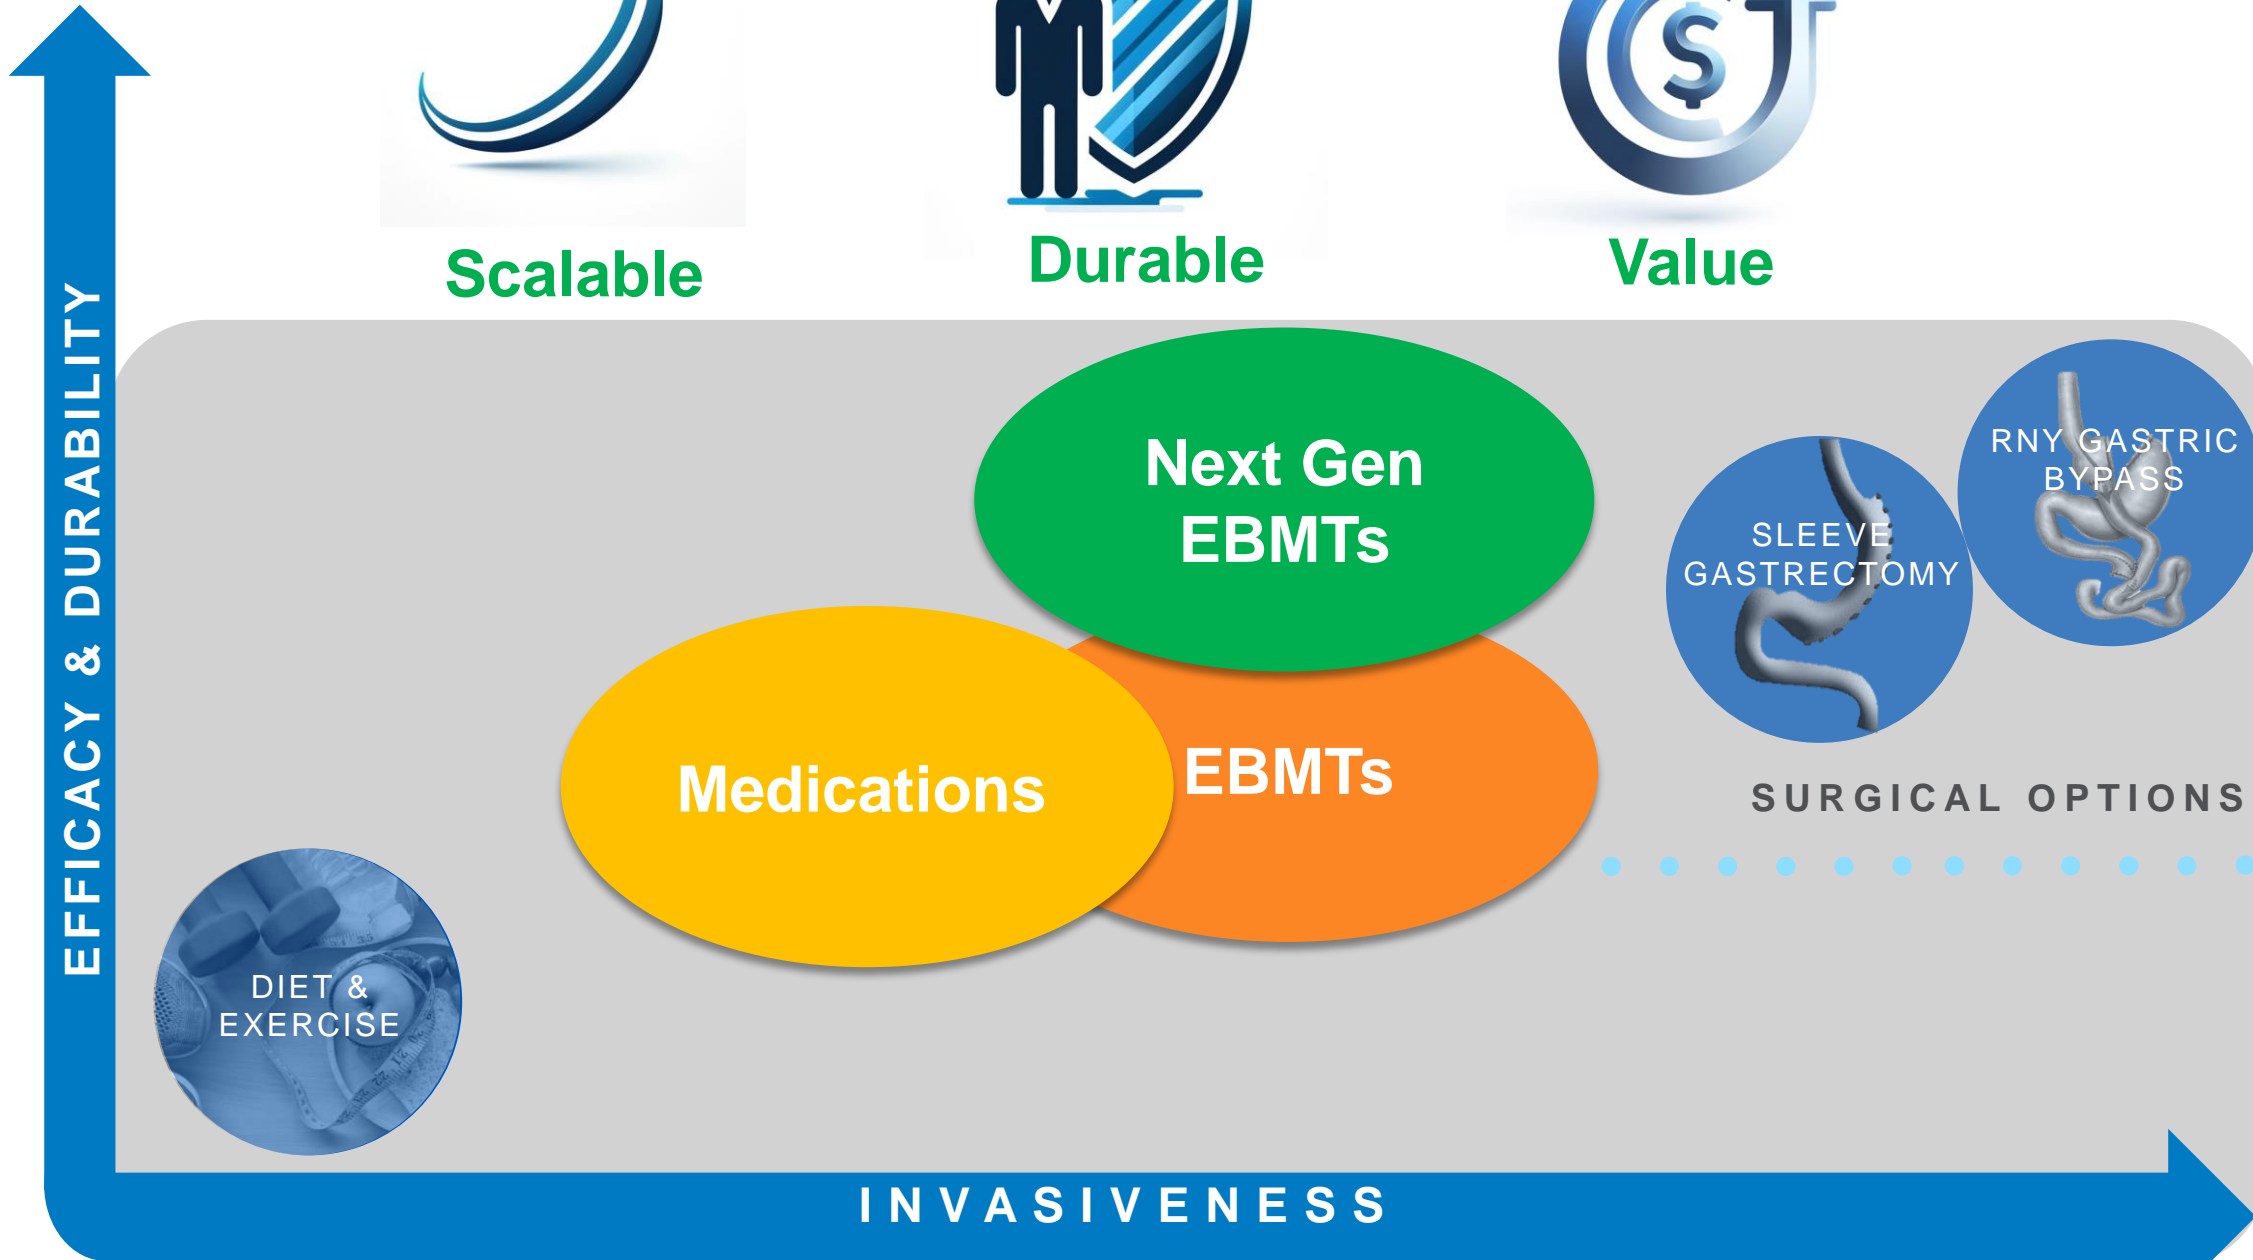 Scalable
Durable
Value
EFFICACY & DURABILITY
Next Gen
EBMTs
RNY GASTRIC
BYPASS
SLEEVE
GASTRECTOMY
Medications
EBMTs
SURGICAL OPTIONS
DIET &
EXERCISE
INVASIVENESS